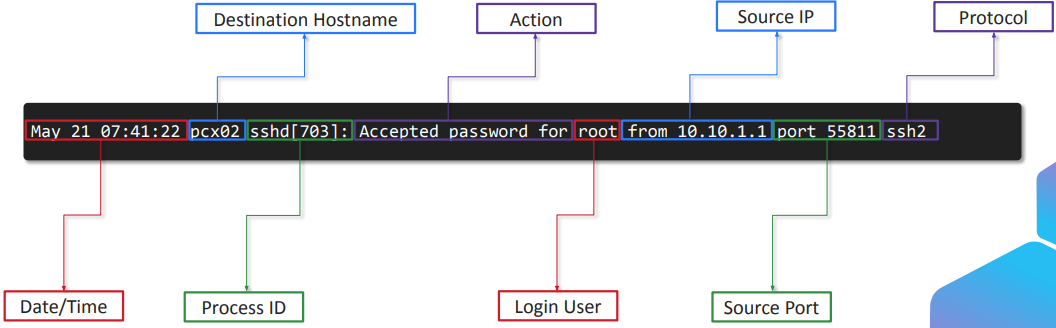 Destination Hostname
Action
Source IP
Protocol
May 21 07:41:22 pcx02 sshd[703]: Accepted password for root from 10.10.1.1 port 55811 ssh2
Date/Time
Process ID
Login User
Source Port